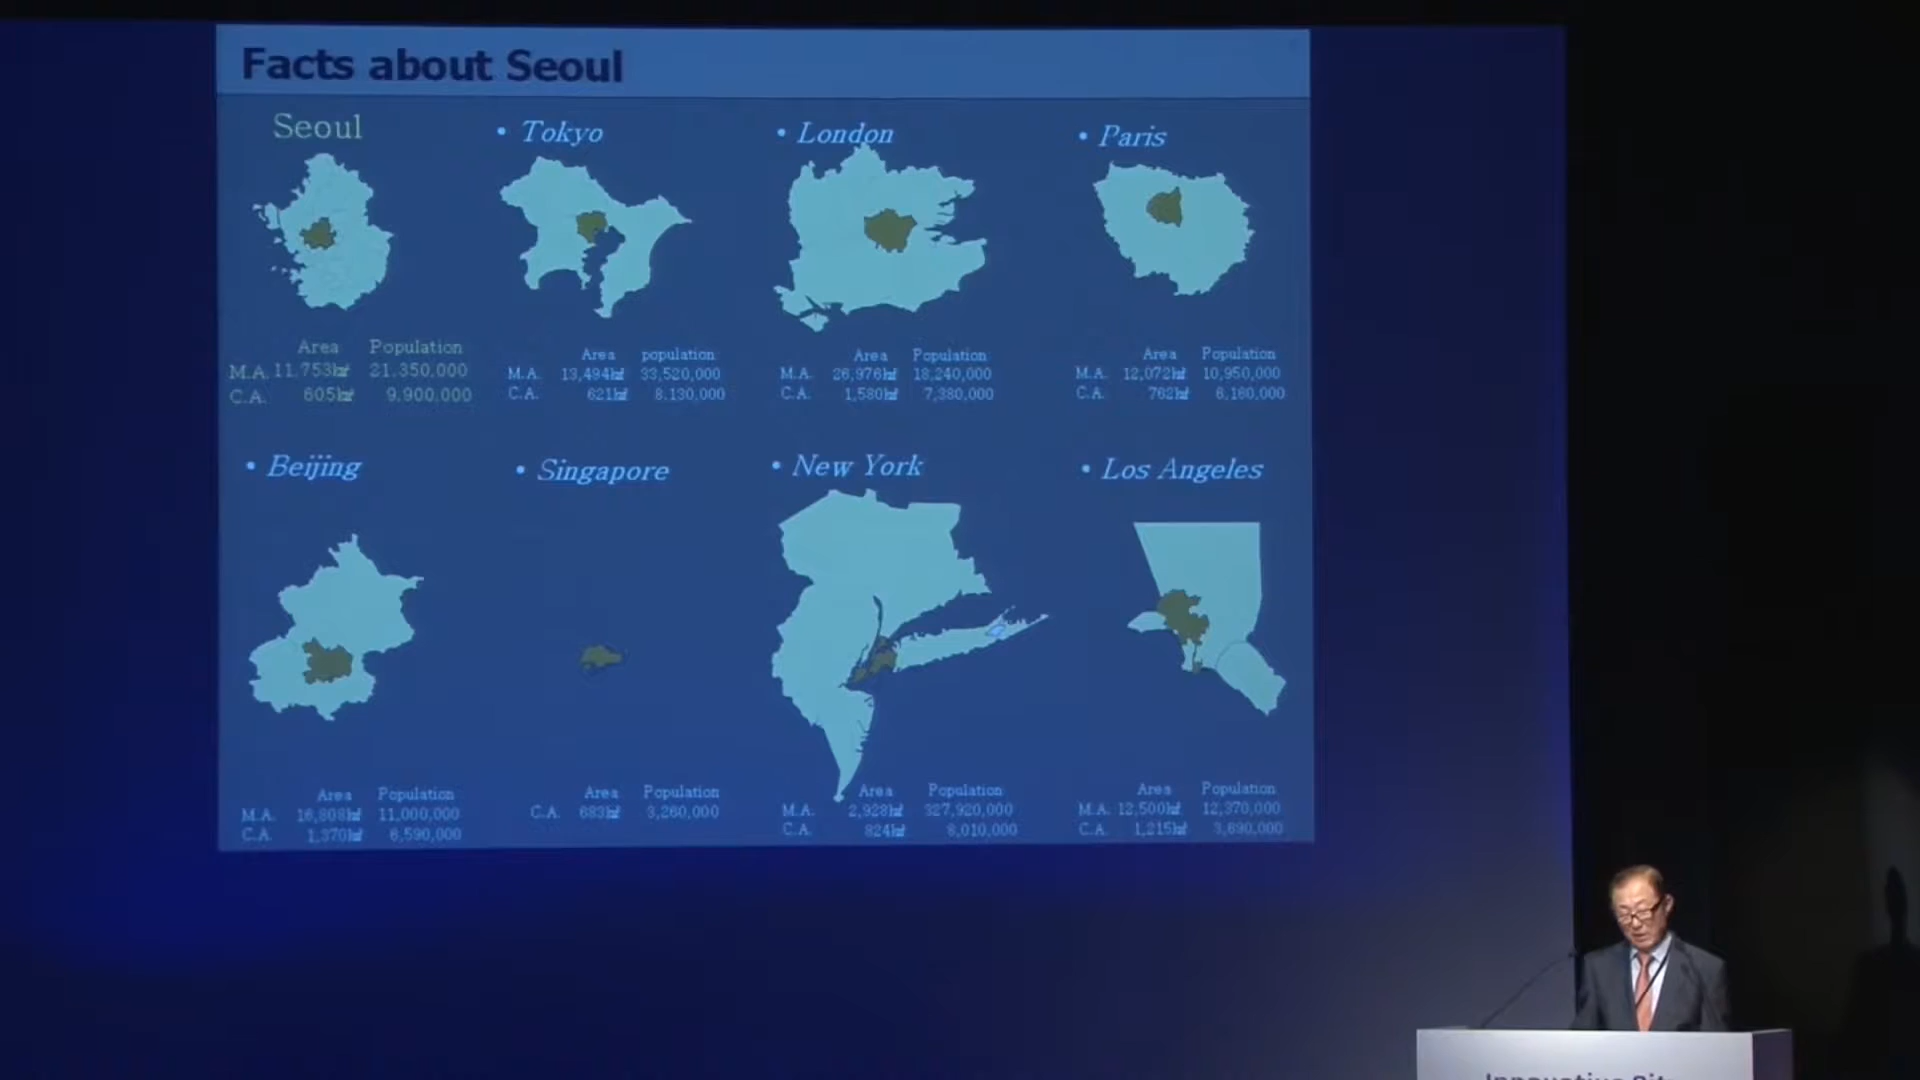 Facts about Seoul
Seoul
• Tokyo
• London
• Paris
Area Population
M.A. 11,753㎢ 21,350,000
C.A. 605㎢ 9,900,000
Area population
M.A. 13,494㎢ 33,520,000
C.A. 621㎢ 8,130,000
Area Population
M.A. 26,976㎢ 18,240,000
C.A. 1,580㎢ 7,380,000
Area Population
M.A. 12,072㎢ 10,950,000
C.A. 762㎢ 6,160,000
• Beijing
• Singapore
• New York
• Los Angeles
Area Population
M.A. 16,808㎢ 11,000,000
C.A. 1,370㎢ 6,590,000
Area Population
C.A. 683㎢ 3,260,000
Area Population
M.A. 2,928㎢ 327,920,000
C.A. 824㎢ 8,010,000
Area Population
M.A. 12,500㎢ 12,370,000
C.A. 1,215㎢ 3,690,000
Innovative